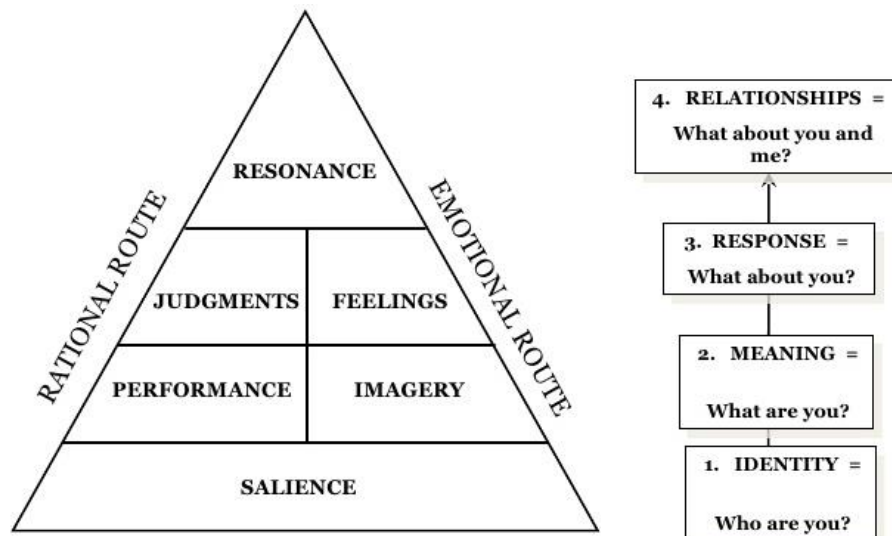 RESONANCE
RATIONAL ROUTE
EMOTIONAL ROUTE
JUDGMENTS
FEELINGS
PERFORMANCE
IMAGERY
SALIENCE
4. RELATIONSHIPS =
What about you and
me?
3. RESPONSE =
What about you?
2. MEANING =
What are you?
1. IDENTITY =
Who are you?